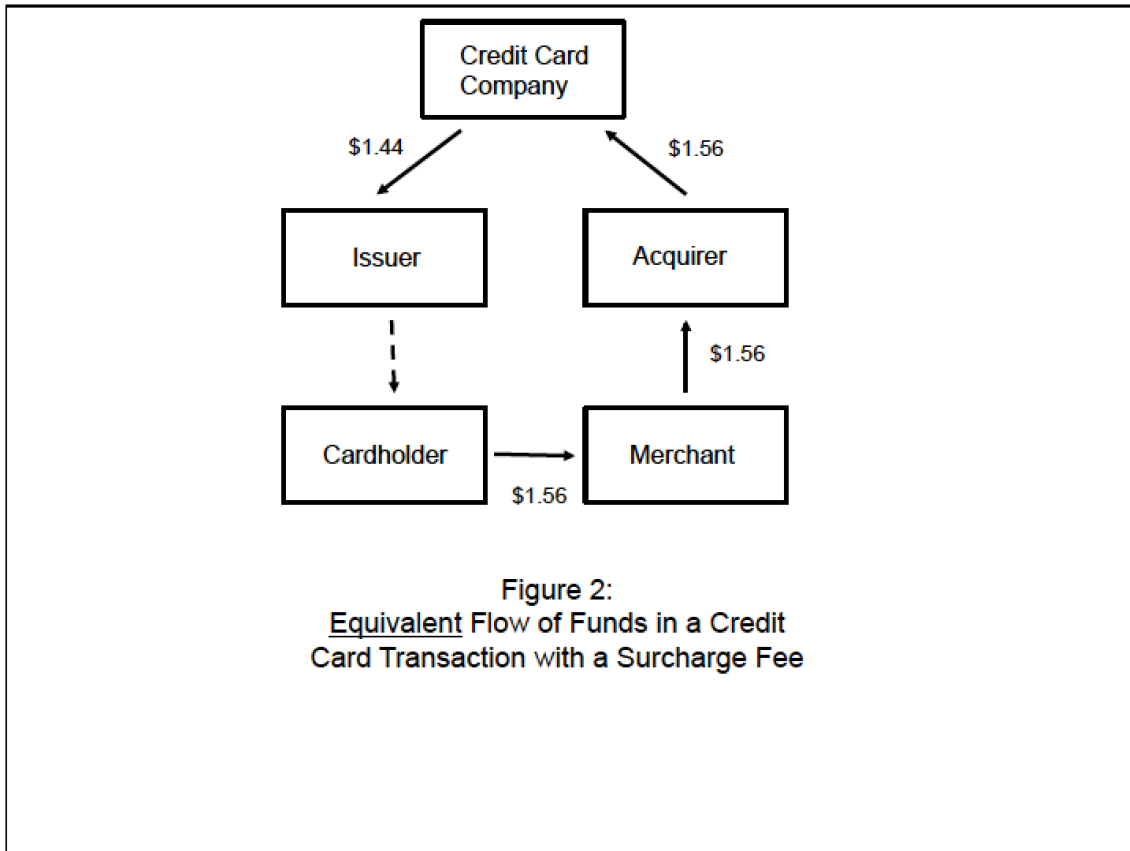 Credit Card
Company
$1.44
$1.56
Issuer
Acquirer
$1.56
Cardholder
Merchant
$1.56
Figure 2:
Equivalent Flow of Funds in a Credit
Card Transaction with a Surcharge Fee